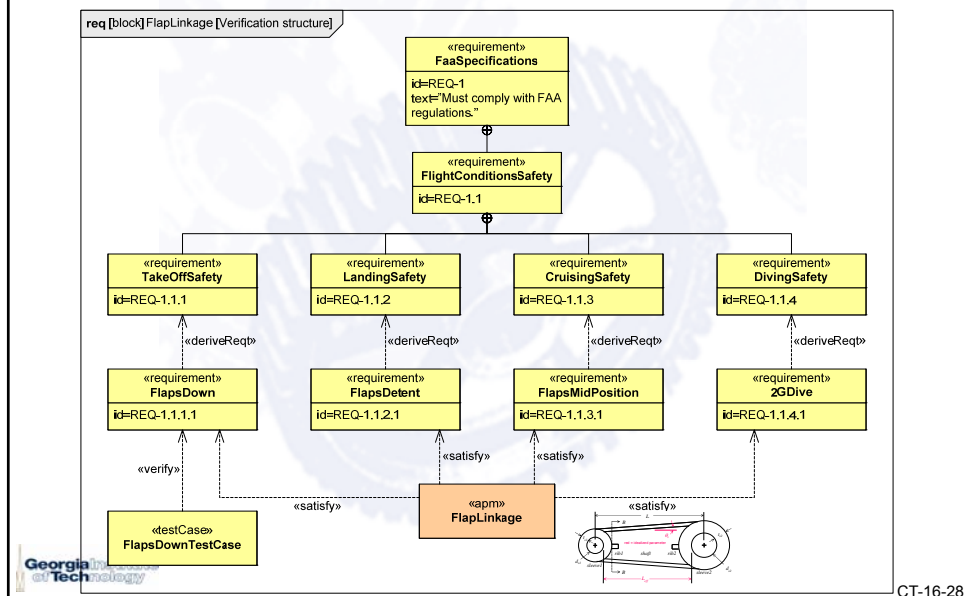 req [block] FlapLinkage [Verification structure]
«requirement»
FaaSpecifications
id=REQ-1
text="Must comply with FAA
regulations."
«requirement»
FlightConditionsSafety
id=REQ-1.1
«requirement»
TakeOffSafety
id=REQ-1.1.1
«requirement»
LandingSafety
id=REQ-1.1.2
«requirement»
CruisingSafety
id=REQ-1.1.3
«requirement»
DivingSafety
id=REQ-1.1.4
«deriveReqt»
«deriveReqt»
«deriveReqt»
«deriveReqt»
«requirement»
FlapsDown
id=REQ-1.1.1.1
«requirement»
FlapsDetent
id=REQ-1.1.2.1
«requirement»
FlapsMidPosition
id=REQ-1.1.3.1
«requirement»
2GDive
id=REQ-1.1.4.1
«verify»
«satisfy»
«satisfy»
«satisfy»
«satisfy»
«apm»
FlapLinkage
«testCase»
FlapsDownTestCase
L
B
shaft
B
Georgia Institute
of Technology
CT-16-28